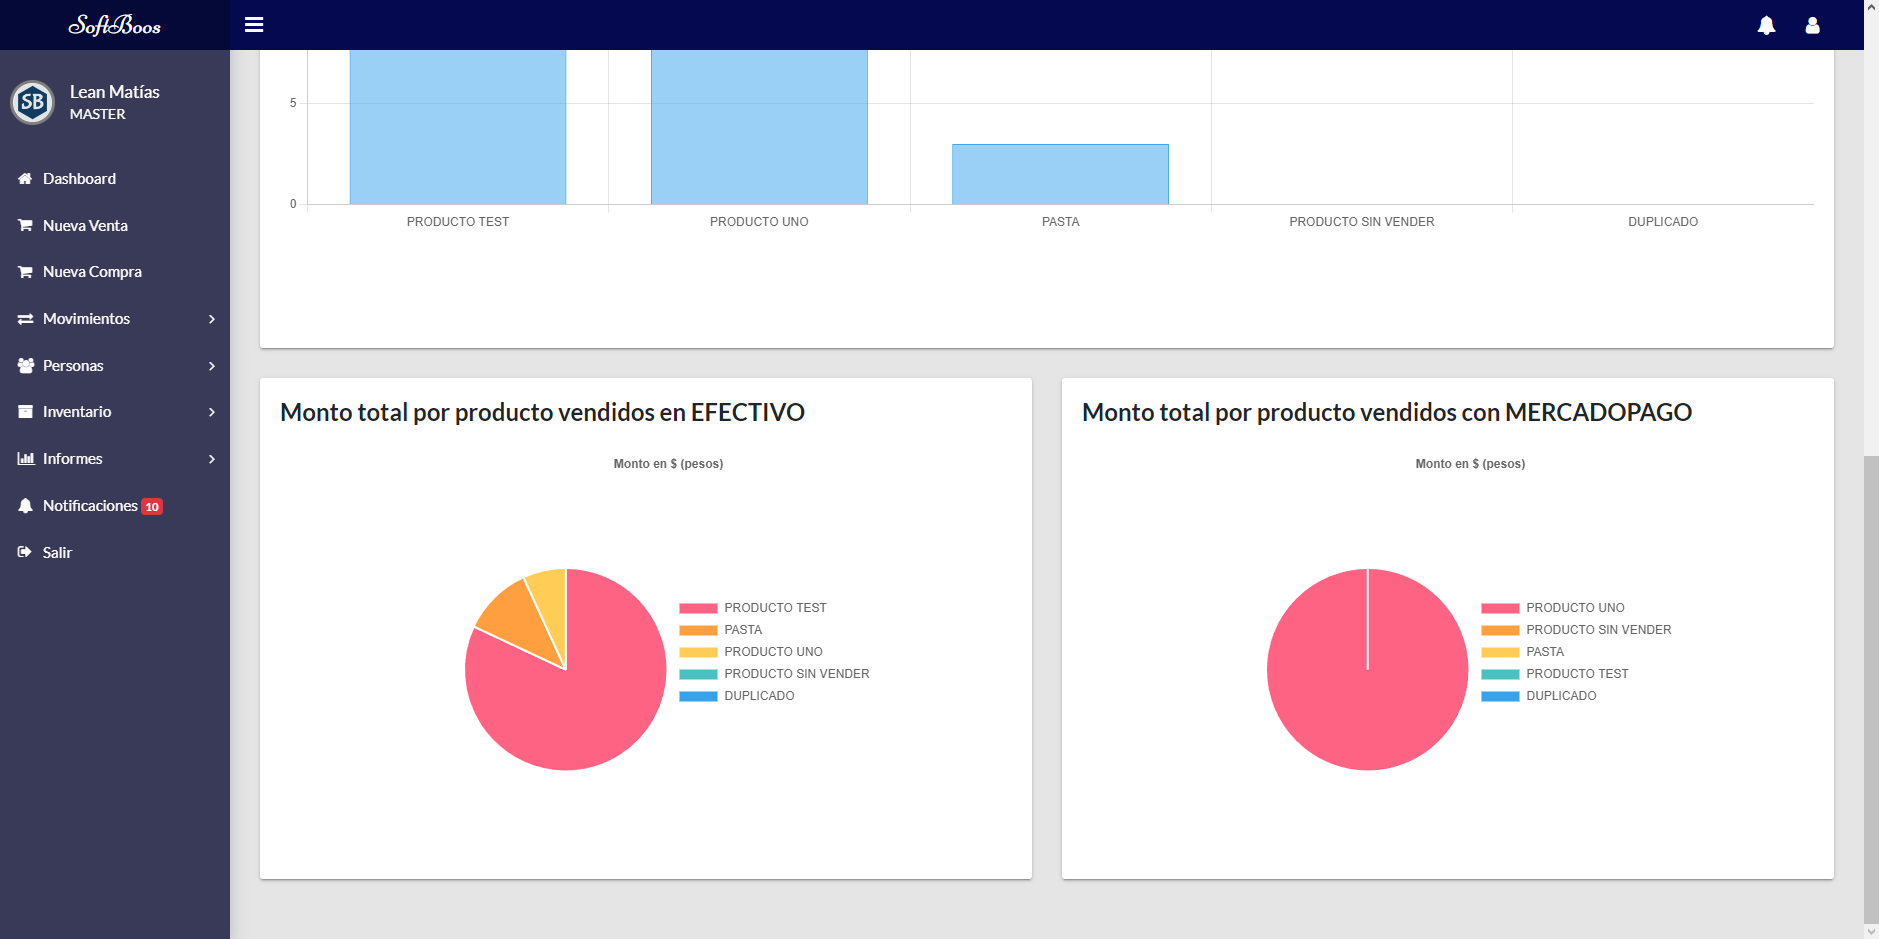 SoftBoos
SB
Lean Matías
MASTER
Dashboard
Nueva Venta
Nueva Compra
Movimientos
Personas
Inventario
Informes
Notificaciones 10
Salir
5
0
PRODUCTO TEST
PRODUCTO UNO
PASTA
PRODUCTO SIN VENDER
DUPLICADO
Monto total por producto vendidos en EFECTIVO
Monto en $ (pesos)
PRODUCTO TEST
PASTA
PRODUCTO UNO
PRODUCTO SIN VENDER
DUPLICADO
Monto total por producto vendidos con MERCADOPAGO
Monto en $ (pesos)
PRODUCTO UNO
PRODUCTO SIN VENDER
PASTA
PRODUCTO TEST
DUPLICADO